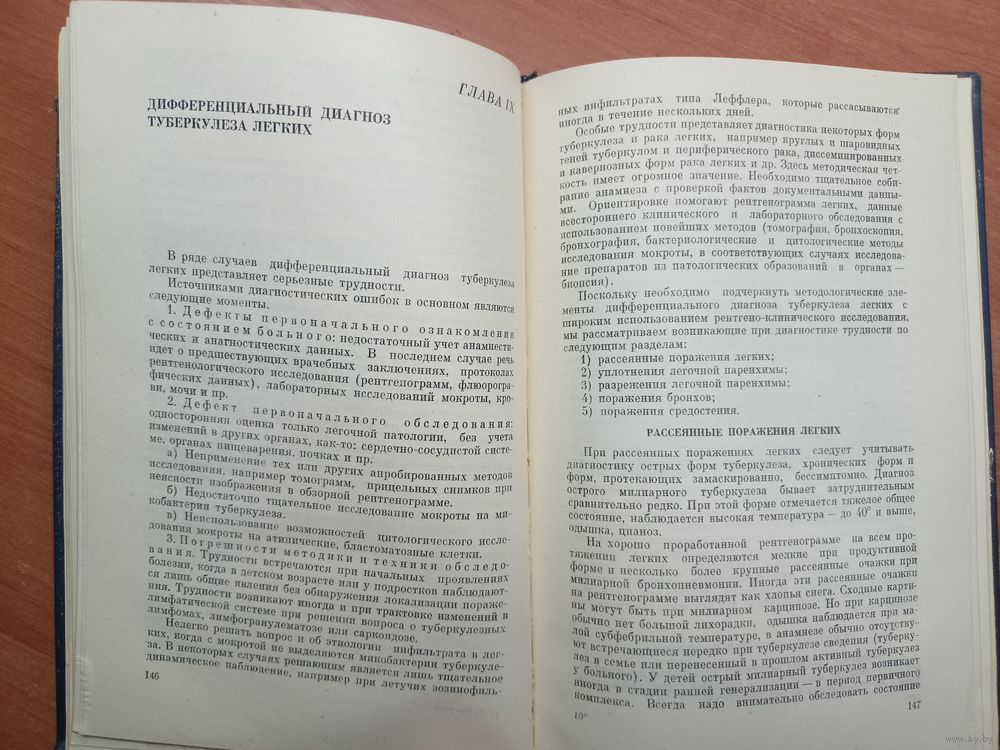 ГЛАВА IX
ДИФФЕРЕНЦИАЛЬНЫЙ ДИАГНОЗ
ТУБЕРКУЛЕЗА ЛЕГКИХ
В ряде случаев дифференциальный диагноз туберкулеза
легких представляет серьезные трудности.
Источниками диагностических ошибок в основном являются
следующие моменты.
1. Дефекты первоначального ознакомления
с состоянием больного: недостаточный учет анамнести-
ческих и анагностических данных. В последнем случае речь
идет о предшествующих врачебных заключениях, протоколах
рентгенологического исследования (рентгенограмм, флюорогра-
фических данных), лабораторных исследований мокроты, кро-
ви, мочи и пр.
2. Дефект первоначального обследования:
односторонняя оценка только легочной патологии, без учета
изменений в других органах, как-то: сердечно-сосудистой систе-
ме, органах пищеварения, почках и пр.
а) Неприменение тех или других апробированных методов
исследования, например томограмм, прицельных снимков при
неясности изображения в обзорной рентгенограмме.
б) Недостаточно тщательное исследование мокроты на ми-
кобактерии туберкулеза.
в) Неиспользование возможностей цитологического иссле-
дования мокроты на атипические, бластоматозные клетки.
3. Погрешности методики и техники обследо-
вания. Трудности встречаются при начальных проявлениях
болезни, когда в детском возрасте или у подростков наблюдают-
ся лишь общие явления без обнаружения локализации пораже-
ния. Трудности возникают иногда и при трактовке изменений в
лимфатической системе при решении вопроса о туберкулезных
лимфомах, лимфогранулематозе или саркоидозе.
Нелегко решать вопрос и об этиологии инфильтрата в лег-
ких, когда с мокротой не выделяются микобактерии туберкуле-
за. В некоторых случаях решающим является лишь тщательное
динамическое наблюдение, например при летучих эозинофиль-
146
ных инфильтратах типа Леффлера, которые рассасываются
иногда в течение нескольких дней.
Особые трудности представляет диагностика некоторых форм
туберкулеза и рака легких, например круглых и шаровидных
теней туберкулом и периферического рака, диссеминированных
и кавернозных форм рака легких и др. Здесь методическая чет-
кость имеет огромное значение. Необходимо тщательное соби-
рание анамнеза с проверкой фактов документальными данны-
ми. Ориентировке помогают рентгенограмма легких, данные
всестороннего клинического и лабораторного обследования с
использованием новейших методов (томография, бронхоскопия,
бронхография, бактериологические и цитологические методы
исследования мокроты, в соответствующих случаях исследова-
ние препаратов из патологических образований в органах —
биопсия).
Поскольку необходимо подчеркнуть методологические эле-
менты дифференциального диагноза туберкулеза легких с
широким использованием рентгено-клинического исследования,
мы рассматриваем возникающие при диагностике трудности по
следующим разделам:
1) рассеянные поражения легких;
2) уплотнения легочной паренхимы;
3) разрежения легочной паренхимы;
4) поражения бронхов;
5) поражения средостения.
РАССЕЯННЫЕ ПОРАЖЕНИЯ ЛЕГКИХ
При рассеянных поражениях легких следует учитывать
диагностику острых форм туберкулеза, хронических форм и
форм, протекающих замаскированно, бессимптомно. Диагноз
острого милиарного туберкулеза бывает затруднительным
сравнительно редко. При этой форме отмечается тяжелое общее
состояние, наблюдается высокая температура — до 40° и выше,
одышка, цианоз.
На хорошо проработанной рентгенограмме на всем про-
тяжении легких определяются мелкие при продуктивной
форме и несколько более крупные рассеянные очажки при
милиарной бронхопневмонии. Иногда эти рассеянные очажки
на рентгенограмме выглядят как хлопья снега. Сходные карти-
ны могут быть при милиарном карцинозе. Но при карцинозе
обычно нет большой лихорадки, одышка наблюдается при ма-
лой субфебрильной температуре, в анамнезе обычно отсутству-
ют встречающиеся нередко при туберкулезе сведения (туберку-
лез в семье или перенесенный в прошлом активный туберкулез
у больного). У детей острый милиарный туберкулез возникает
иногда в стадии ранней генерализации — в период первичного
комплекса. Всегда надо внимательно обследовать состояние
10*
147
www.ay.by